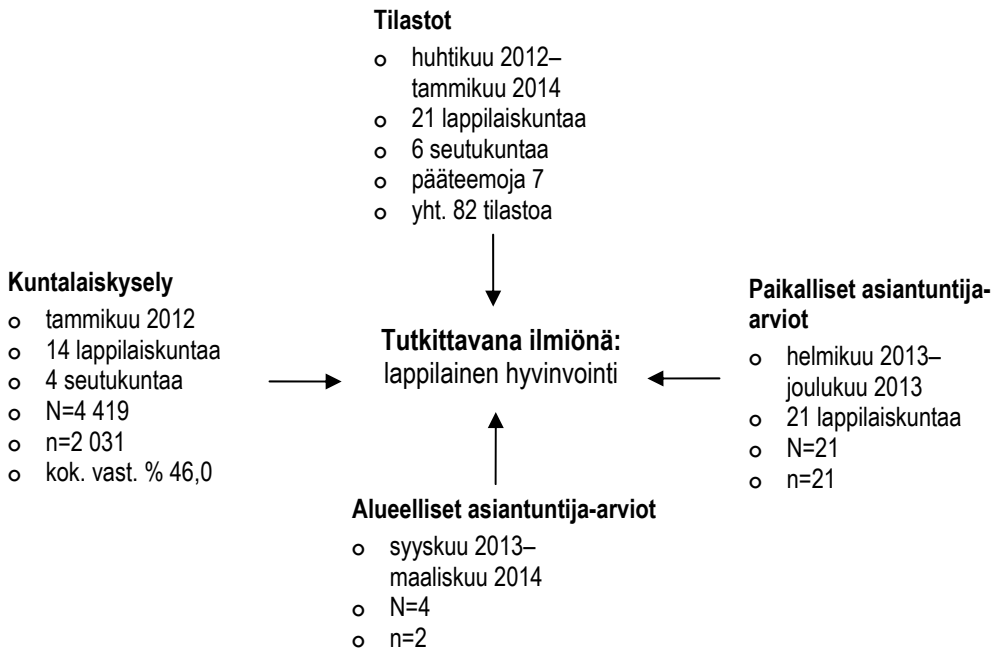 Tilastot
o huhtikuu 2012–
tammikuu 2014
o 21 lappilaiskuntaa
o 6 seutukuntaa
o pääteemoja 7
o yht. 82 tilastoa
Kuntalaiskysely
o tammikuu 2012
o 14 lappilaiskuntaa
o 4 seutukuntaa
o N=4 419
o n=2 031
o kok. vast. % 46,0
Tutkittavana ilmiönä:
lappilainen hyvinvointi
Paikalliset asiantuntija-
arviot
o helmikuu 2013–
joulukuu 2013
o 21 lappilaiskuntaa
o N=21
o n=21
Alueelliset asiantuntija-arviot
o syyskuu 2013–
maaliskuu 2014
o N=4
o n=2